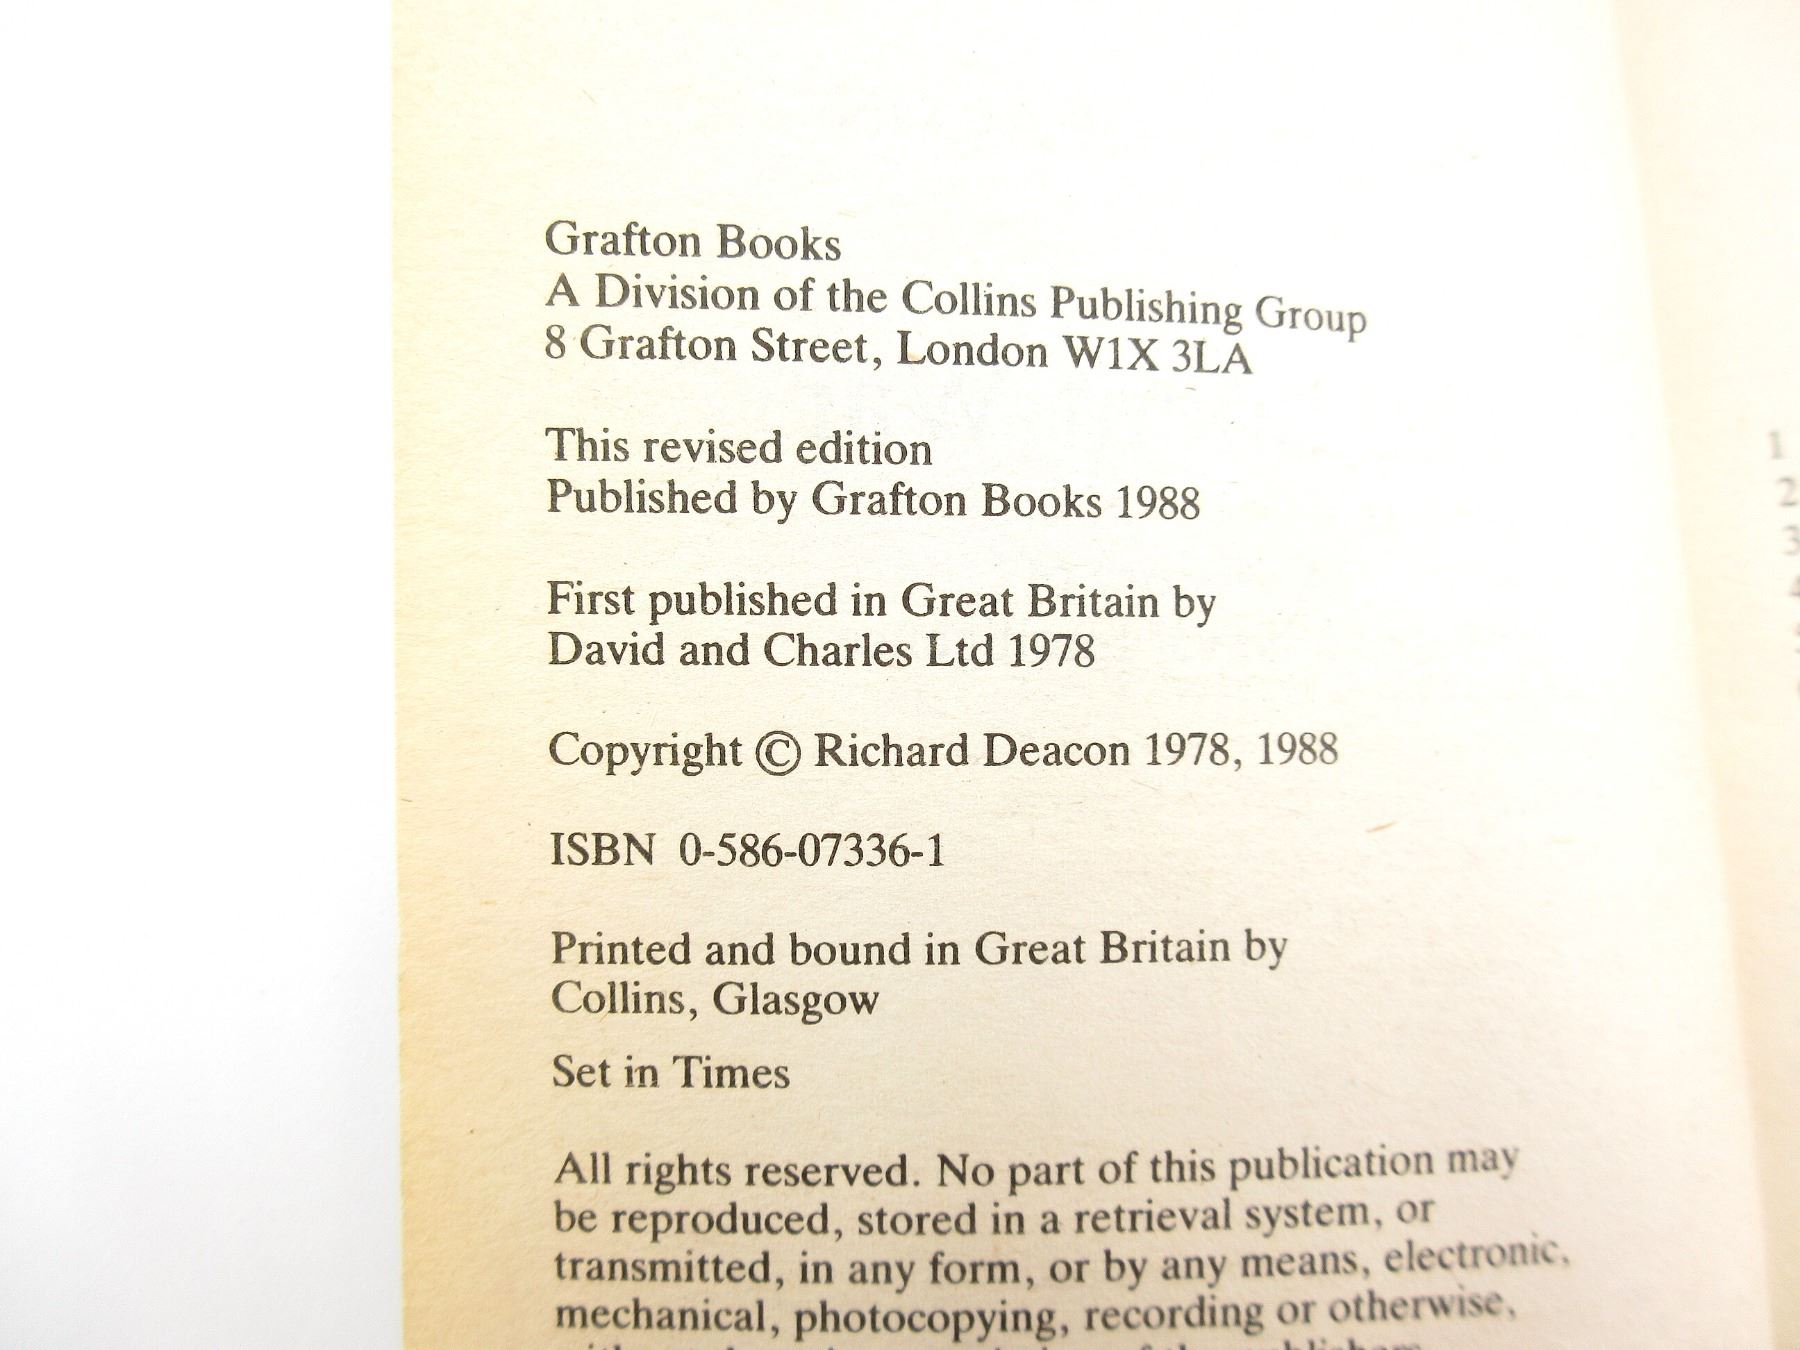 Grafton Books
A Division of the Collins Publishing Group
8 Grafton Street, London W1X 3LA
This revised edition
Published by Grafton Books 1988
First published in Great Britain by
David and Charles Ltd 1978
Copyright © Richard Deacon 1978, 1988
ISBN 0-586-07336-1
Printed and bound in Great Britain by
Collins, Glasgow
Set in Times
All rights reserved. No part of this publication may
be reproduced, stored in a retrieval system, or
transmitted, in any form, or by any means, electronic,
mechanical, photocopying, recording or otherwise,
1
2
3